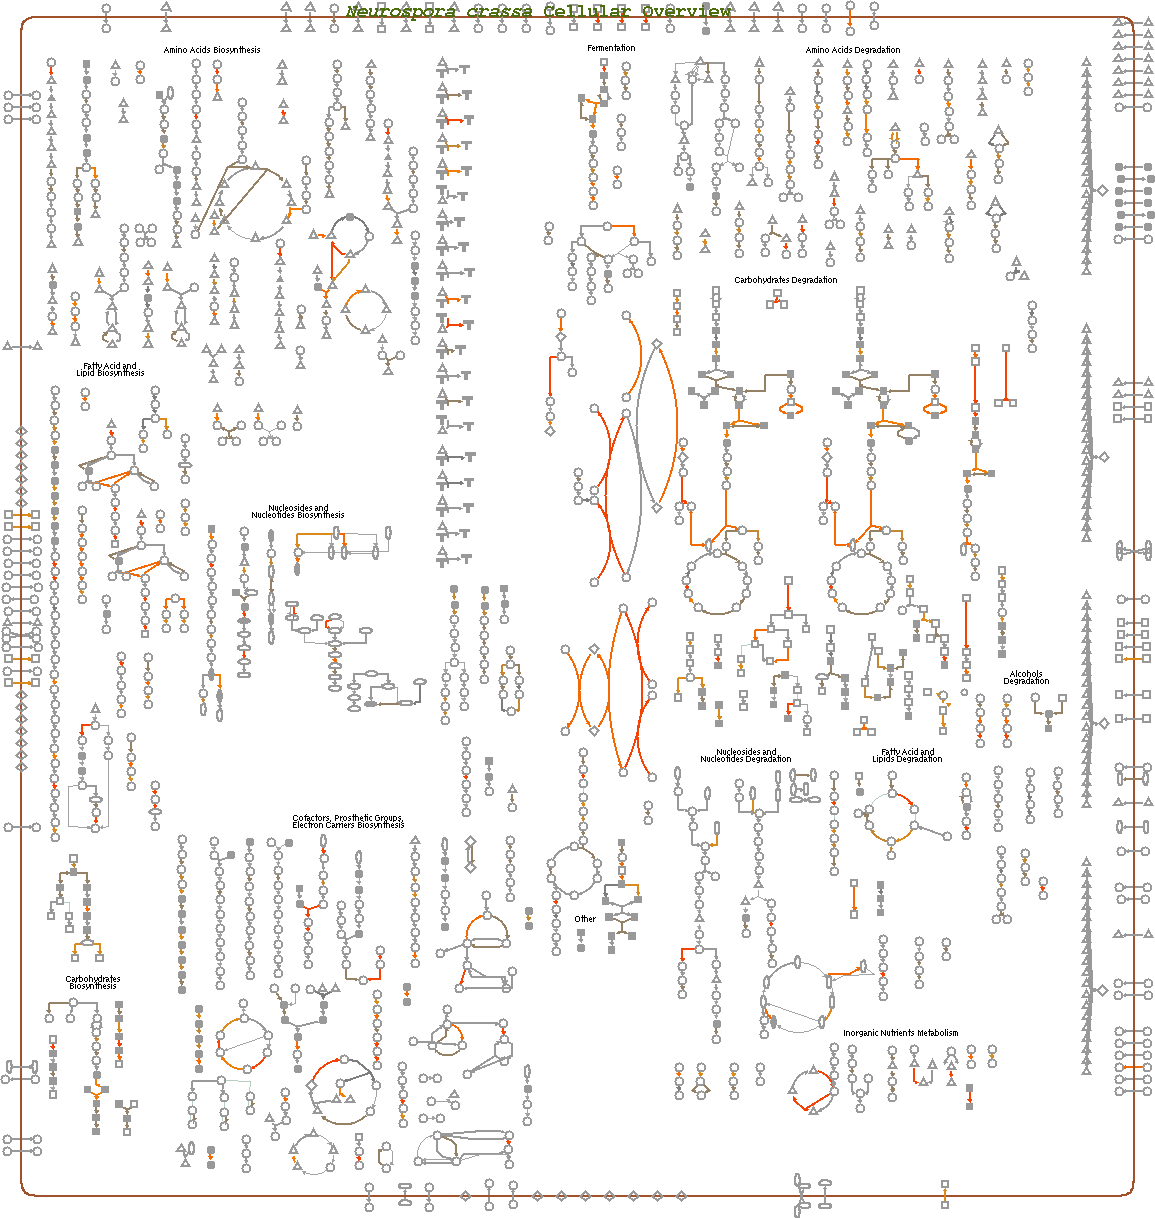 Neurospora crassa Cellular Overview
Amino Acids Biosynthesis
Fermentation
Amino Acids Degradation
Carbohydrates Degradation
Fatty Acid and
Lipid Biosynthesis
Nucleosides and
Nucleotides Biosynthesis
Alcohols
Degradation
Nucleosides and
Nucleotides Degradation
Fatty Acid and
Lipids Degradation
Cofactors, Prosthetic Groups,
Electron Carriers Biosynthesis
Other
Carbohydrates
Biosynthesis
Inorganic Nutrients Metabolism